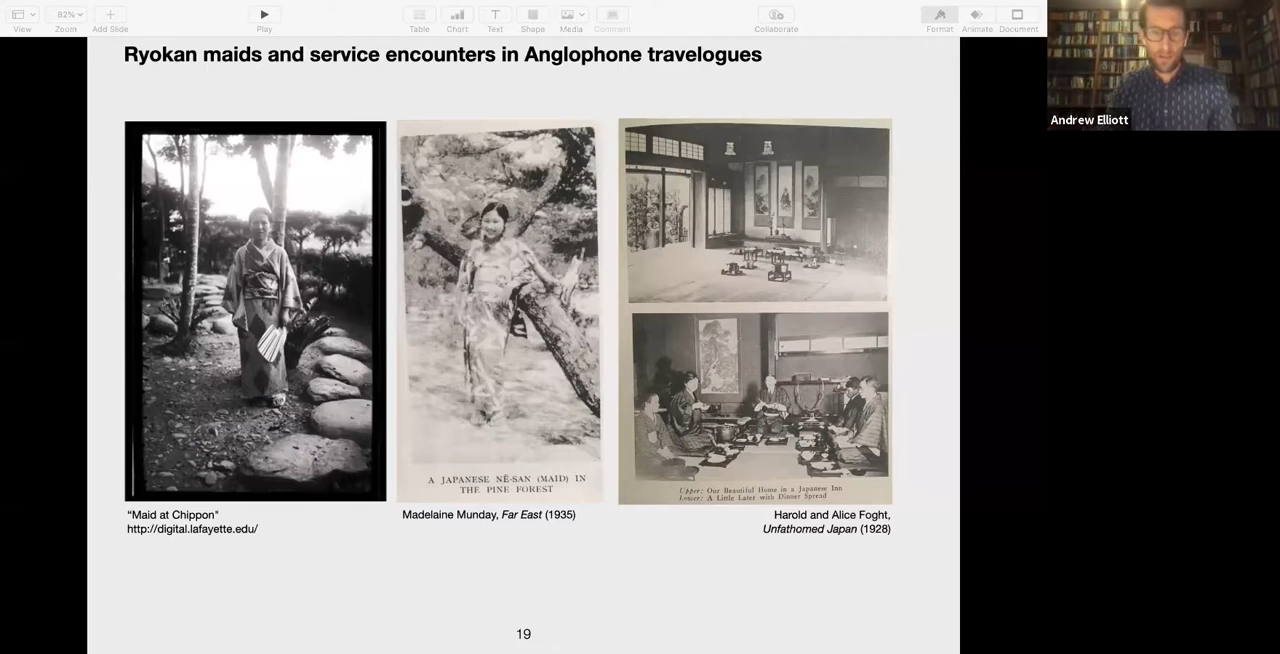 View
82%
Zoom
Add Slide
Play
Table
Chart
Text
Shape
Media
Comment
Collaborate
Format
Animate
Document
Andrew Elliott
Ryokan maids and service encounters in Anglophone travelogues
A JAPANESE NĒ-SAN (MAID) IN
THE PINE FOREST
Upper: Our Beautiful Home in a Japanese Inn
Lower: A Little Later with Dinner Spread
“Maid at Chippon"
http://digital.lafayette.edu/
Madelaine Munday, Far East (1935)
Harold and Alice Foght,
Unfathomed Japan (1928)
19